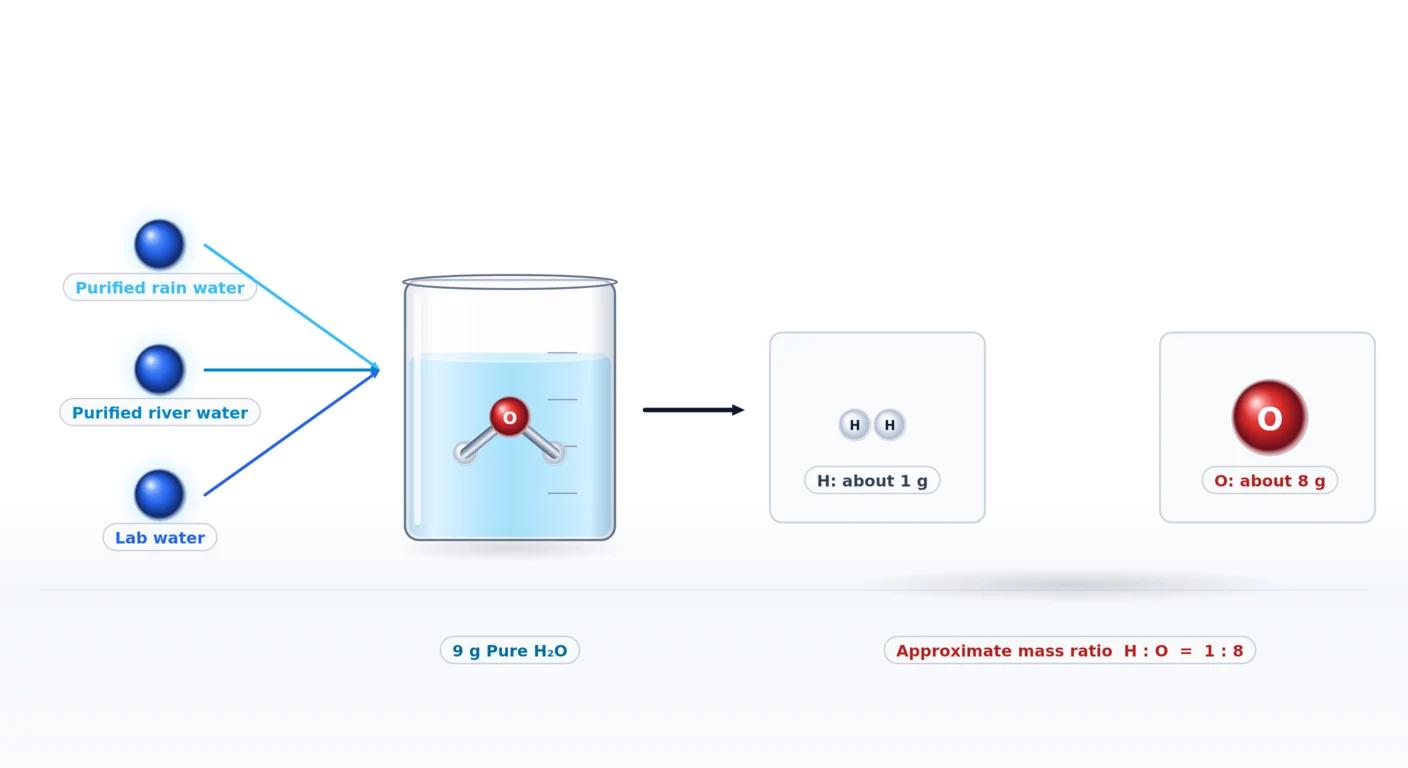 Purified rain water
Purified river water
Lab water
O
H H
H: about 1 g
O
O: about 8 g
9 g Pure H₂O
Approximate mass ratio H : O = 1 : 8